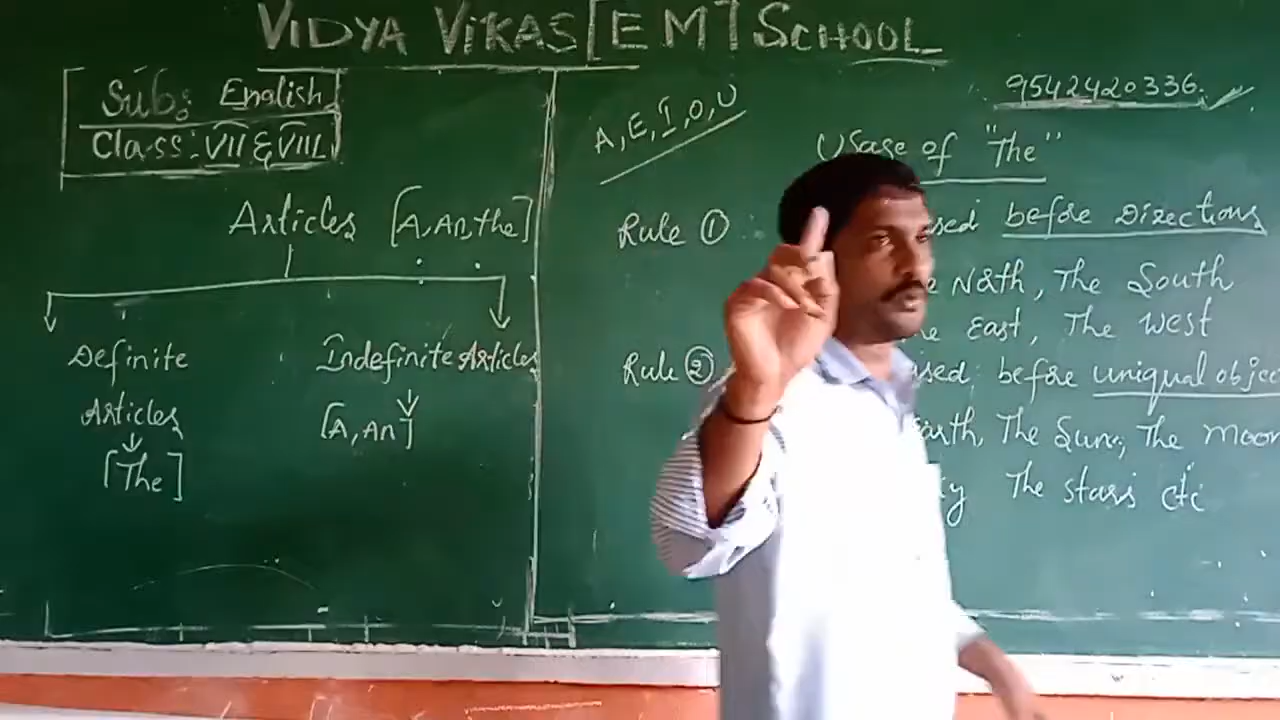 VIDYA VIKAS [EM] SCHOOL
Sub: English
Class: VII & VIII
Articles [A, An, the]
Definite
Articles
[The]
Indefinite Articles
[A, An]
A, E, I, O, U
9542420336
Usage of "The"
Rule ① before Directions
North, The South
East, The West
Rule ② before uniqual
The Sun, The Moon
The stars etc